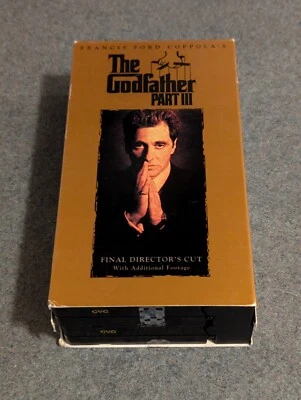 FRANCIS FORD COPPOLA'S
The
Godfather
PART III
FINAL DIRECTOR'S CUT
With Additional Footage